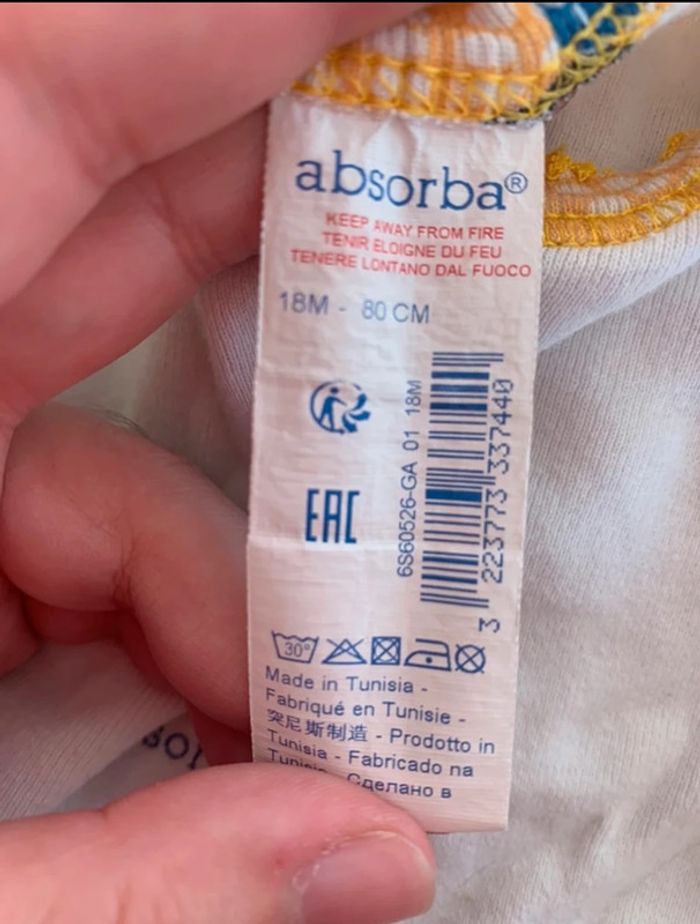 absorba®
KEEP AWAY FROM FIRE
TENIR ELOIGNE DU FEU
TENERE LONTANO DAL FUOCO
18M - 80 CM
6S60526-GA 01 18M
3 223773 337440
EAC
30°
Made in Tunisia -
Fabriqué en Tunisie -
突尼斯制造 - Prodotto in
Tunisia - Fabricado na
Tunisia - Сделано в